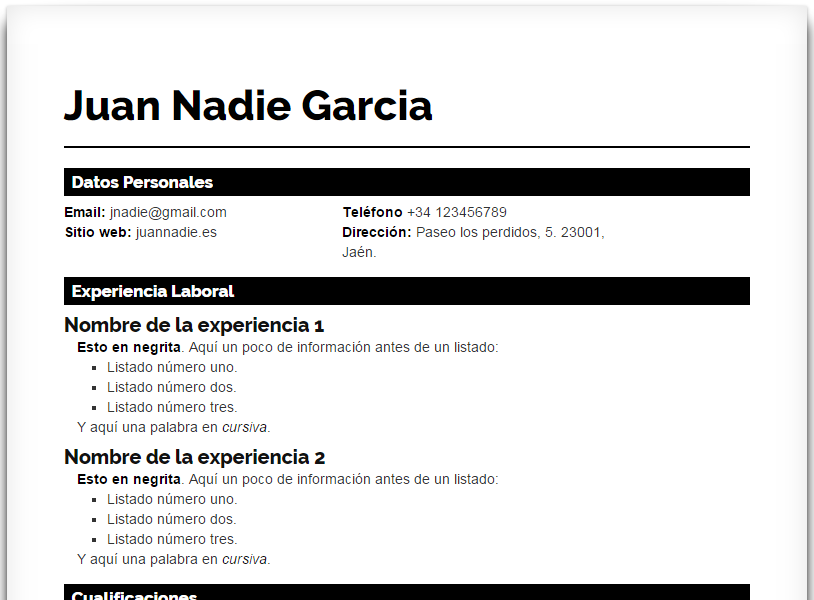 Juan Nadie Garcia
Datos Personales
Email: jnadie@gmail.com
Teléfono +34 123456789
Sitio web: juannadie.es
Dirección: Paseo los perdidos, 5. 23001,
Jaén.
Experiencia Laboral
Nombre de la experiencia 1
Esto en negrita. Aquí un poco de información antes de un listado:
Listado número uno.
Listado número dos.
Listado número tres.
Y aquí una palabra en cursiva.
Nombre de la experiencia 2
Esto en negrita. Aquí un poco de información antes de un listado:
Listado número uno.
Listado número dos.
Listado número tres.
Y aquí una palabra en cursiva.
Cualificaciones